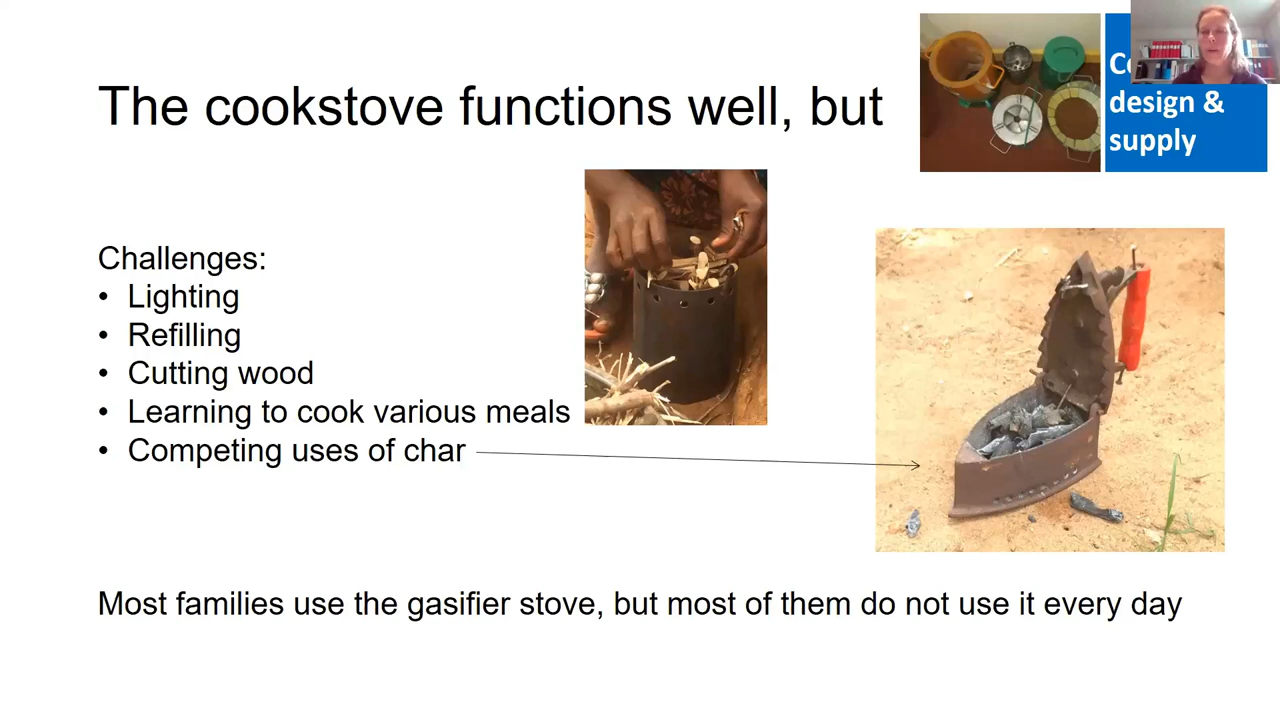 The cookstove functions well, but
design &
supply
Challenges:
• Lighting
• Refilling
• Cutting wood
• Learning to cook various meals
• Competing uses of char
Most families use the gasifier stove, but most of them do not use it every day